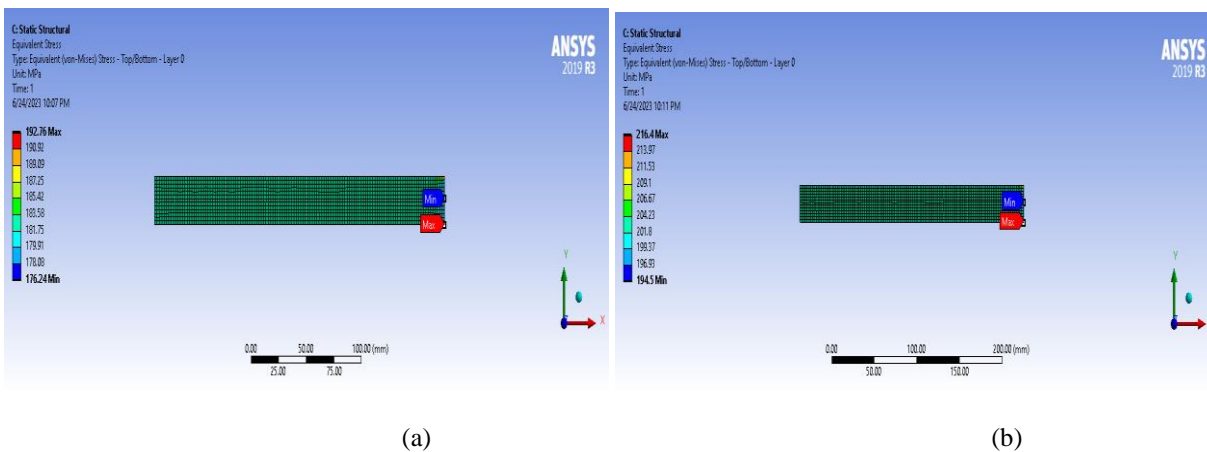 C: Static Structural
Equivalent Stress
Type: Equivalent (von-Mises) Stress - Top/Bottom - Layer 0
Unit: MPa
Time: 1
6/24/2023 10:07 PM
192.76 Max
190.92
189.09
187.25
185.42
183.58
181.75
179.91
178.08
176.24 Min
ANSYS
2019 R3
Min
Max
Y
X
0.00 50.00 100.00 (mm)
25.00 75.00
(a)
C: Static Structural
Equivalent Stress
Type: Equivalent (von-Mises) Stress - Top/Bottom - Layer 0
Unit: MPa
Time: 1
6/24/2023 10:11 PM
216.4 Max
213.97
211.53
209.1
206.67
204.23
201.8
199.37
196.93
194.5 Min
ANSYS
2019 R3
Min
Max
Y
0.00 100.00 200.00 (mm)
50.00 150.00
(b)